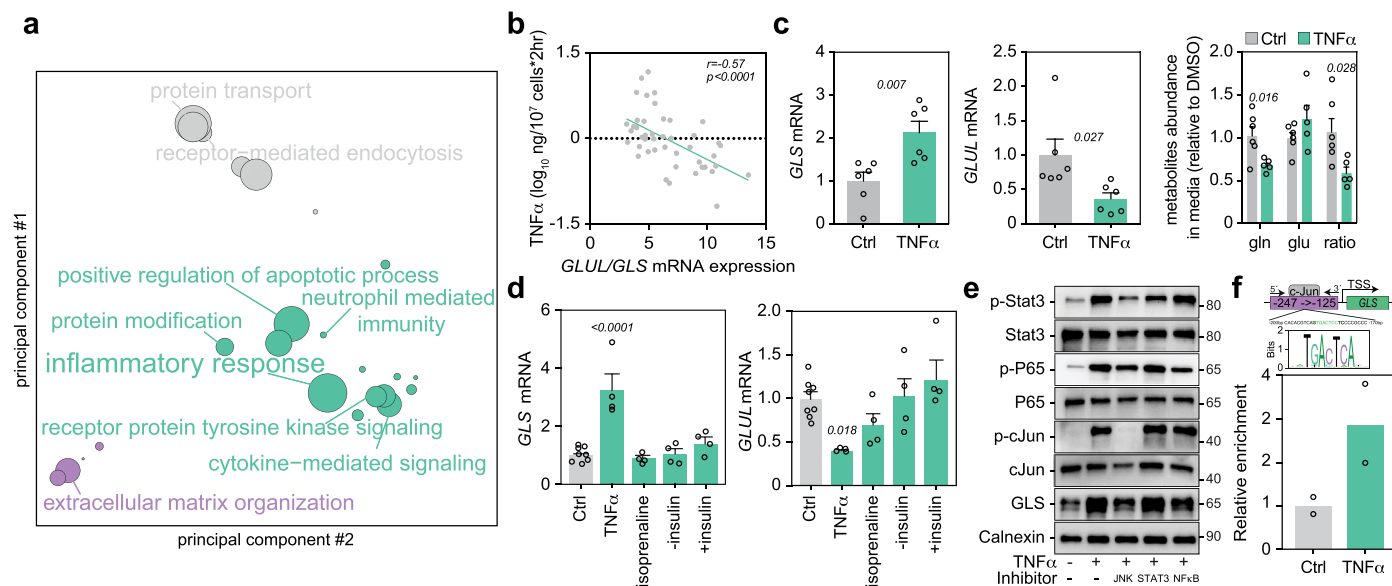 a
protein transport
receptor-mediated endocytosis
positive regulation of apoptotic process
neutrophil mediated
immunity
protein modification
inflammatory response
receptor protein tyrosine kinase signaling
cytokine-mediated signaling
extracellular matrix organization
principal component #1
principal component #2
b
r=-0.57
p<0.0001
TNFα (log10 ng/10^7 cells*2hr)
1.5
0
-1.5
0 5 10 15
GLUL/GLS mRNA expression
c
GLS mRNA
4
3
2
1
0
0.007
Ctrl TNFα
GLUL mRNA
2.5
2.0
1.5
1.0
0.5
0
0.027
Ctrl TNFα
Ctrl TNFα
metabolites abundance
in media (relative to DMSO)
2.0
1.5
1.0
0.5
0
0.016
0.028
gln glu ratio
d
GLS mRNA
6
4
2
0
<0.0001
Ctrl
TNFα
isoprenaline
-insulin
+insulin
GLUL mRNA
2.0
1.5
1.0
0.5
0.0
0.018
Ctrl
TNFα
isoprenaline
-insulin
+insulin
e
p-Stat3 80
Stat3 80
p-P65 65
P65 65
p-cJun 40
cJun 40
GLS 65
Calnexin 90
TNFα - + + + +
Inhibitor - - JNK STAT3 NFκB
f
5´ c-Jun 3´ TSS
-247 ->-125 GLS
-200bp CACACGTCAGTGACTCCTCCCCGCCC -170bp
Bits
2
1
0
TGACTCA
Relative enrichment
4
2
2
1
0
Ctrl TNFα